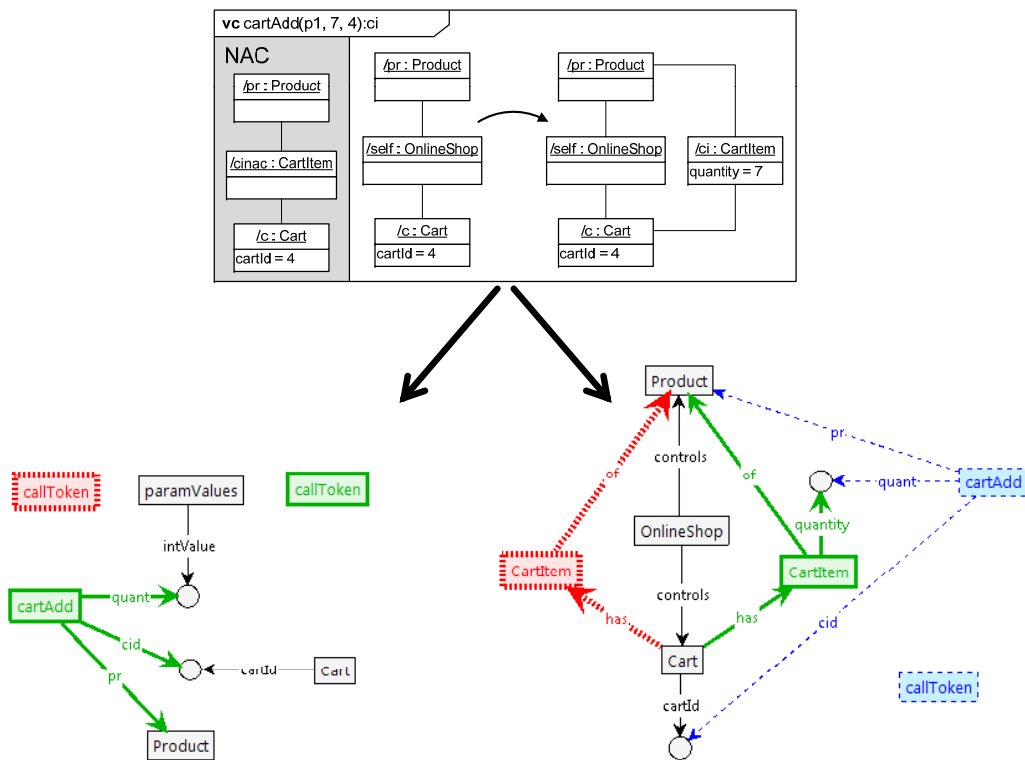 vc cartAdd(p1, 7, 4):ci
NAC
/pr : Product
/cinac : CartItem
/c : Cart
cartId = 4
/pr : Product
/self : OnlineShop
/c : Cart
cartId = 4
/pr : Product
/self : OnlineShop
/ci : CartItem
quantity = 7
/c : Cart
cartId = 4
callToken
paramValues
callToken
intValue
cartAdd
quant
cid
cartId
Cart
pr
Product
Product
pr
controls
of
of
quant
cartAdd
quantity
OnlineShop
CartItem
CartItem
controls
has
has
cid
Cart
callToken
cartId